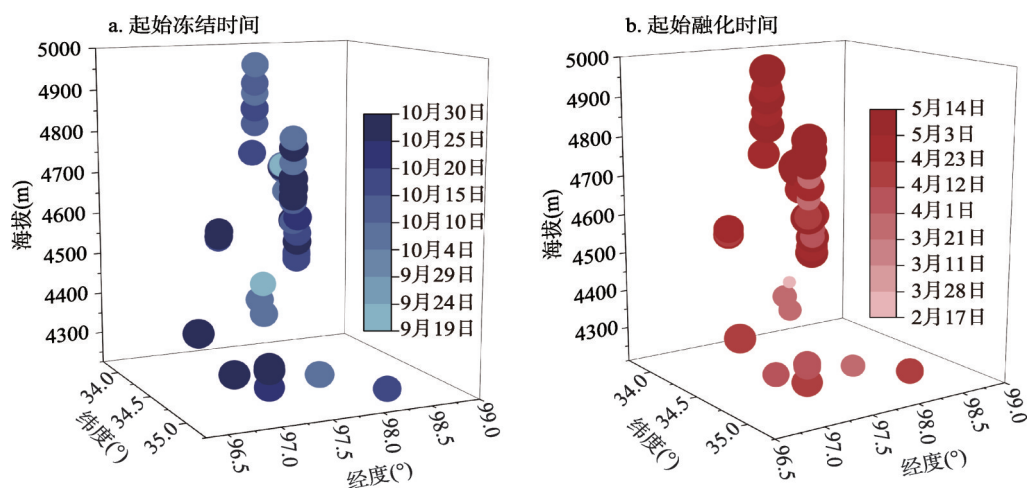 a. 起始冻结时间
5000
4900
4800
4700
4600
4500
4400
4300
海拔(m)
34.0
34.5
35.0
纬度(°)
96.5
97.0
97.5
98.0
98.5
99.0
经度(°)
10月30日
10月25日
10月20日
10月15日
10月10日
10月4日
9月29日
9月24日
9月19日
b. 起始融化时间
5000
4900
4800
4700
4600
4500
4400
4300
海拔(m)
34.0
34.5
35.0
纬度(°)
96.5
97.0
97.5
98.0
98.5
99.0
经度(°)
5月14日
5月3日
4月23日
4月12日
4月1日
3月21日
3月11日
3月28日
2月17日